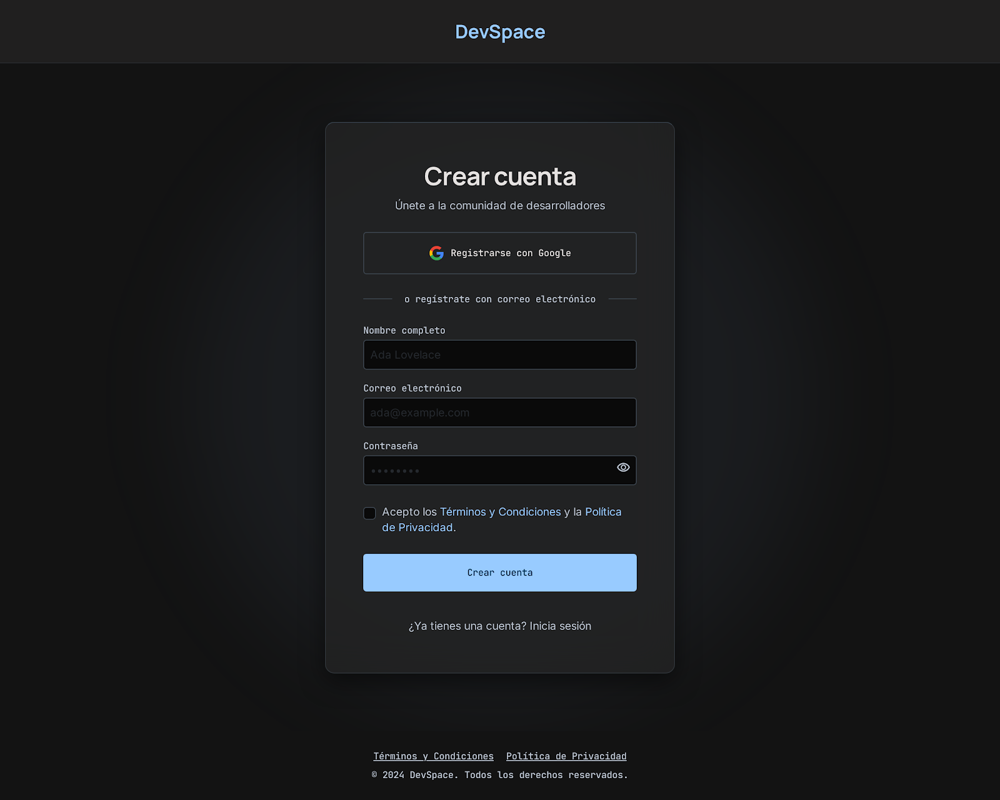 DevSpace
Crear cuenta
Únete a la comunidad de desarrolladores
Registrarse con Google
o regístrate con correo electrónico
Nombre completo
Ada Lovelace
Correo electrónico
ada@example.com
Contraseña
••••••••
Acepto los Términos y Condiciones y la Política
de Privacidad.
Crear cuenta
¿Ya tienes una cuenta? Inicia sesión
Términos y Condiciones Política de Privacidad
© 2024 DevSpace. Todos los derechos reservados.